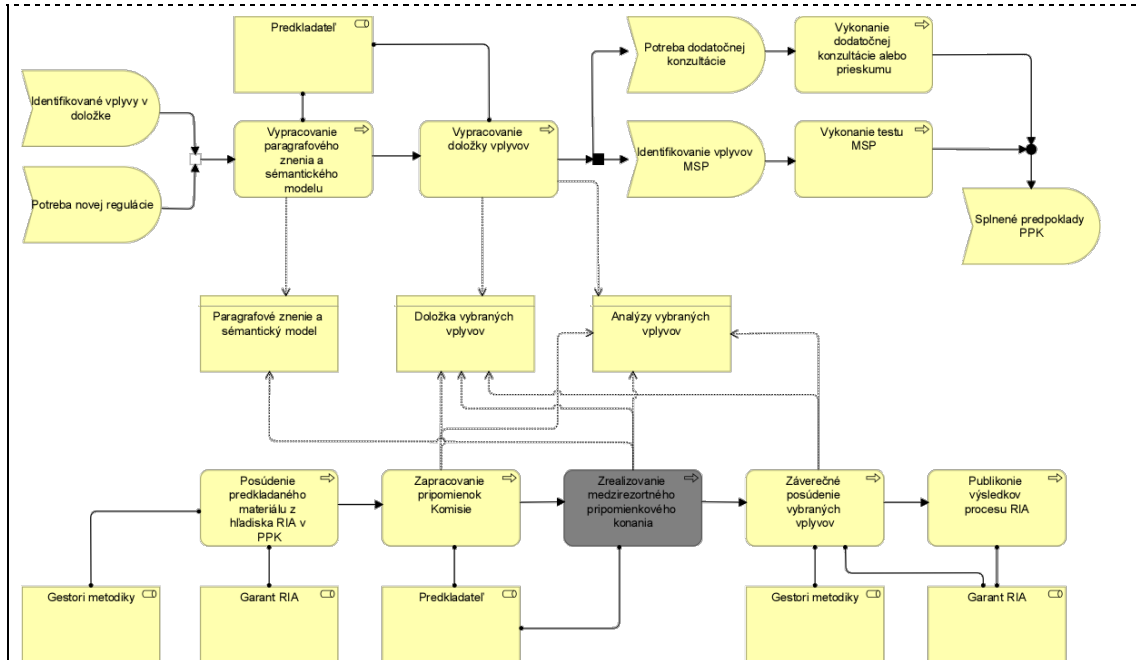 Predkladateľ
Potreba dodatočnej
konzultácie
Vykonanie
dodatočnej
konzultácie alebo
prieskumu
Identifikované vplyvy v
doložke
Vypracovanie
paragrafového
znenia a
sémantického
modelu
Vypracovanie
doložky vplyvov
Identifikovanie vplyvov
MSP
Vykonanie testu
MSP
Potreba novej regulácie
Splnené predpoklady
PPK
Paragrafové znenie a
sémantický model
Doložka vybraných
vplyvov
Analýzy vybraných
vplyvov
Posúdenie
predkladaného
materiálu z
hľadiska RIA v
PPK
Zapracovanie
pripomienok
Komisie
Zrealizovanie
medzirezortného
pripomienkového
konania
Záverečné
posúdenie
vybraných
vplyvov
Publikonie
výsledkov
procesu RIA
Gestori metodiky
Garant RIA
Predkladateľ
Gestori metodiky
Garant RIA